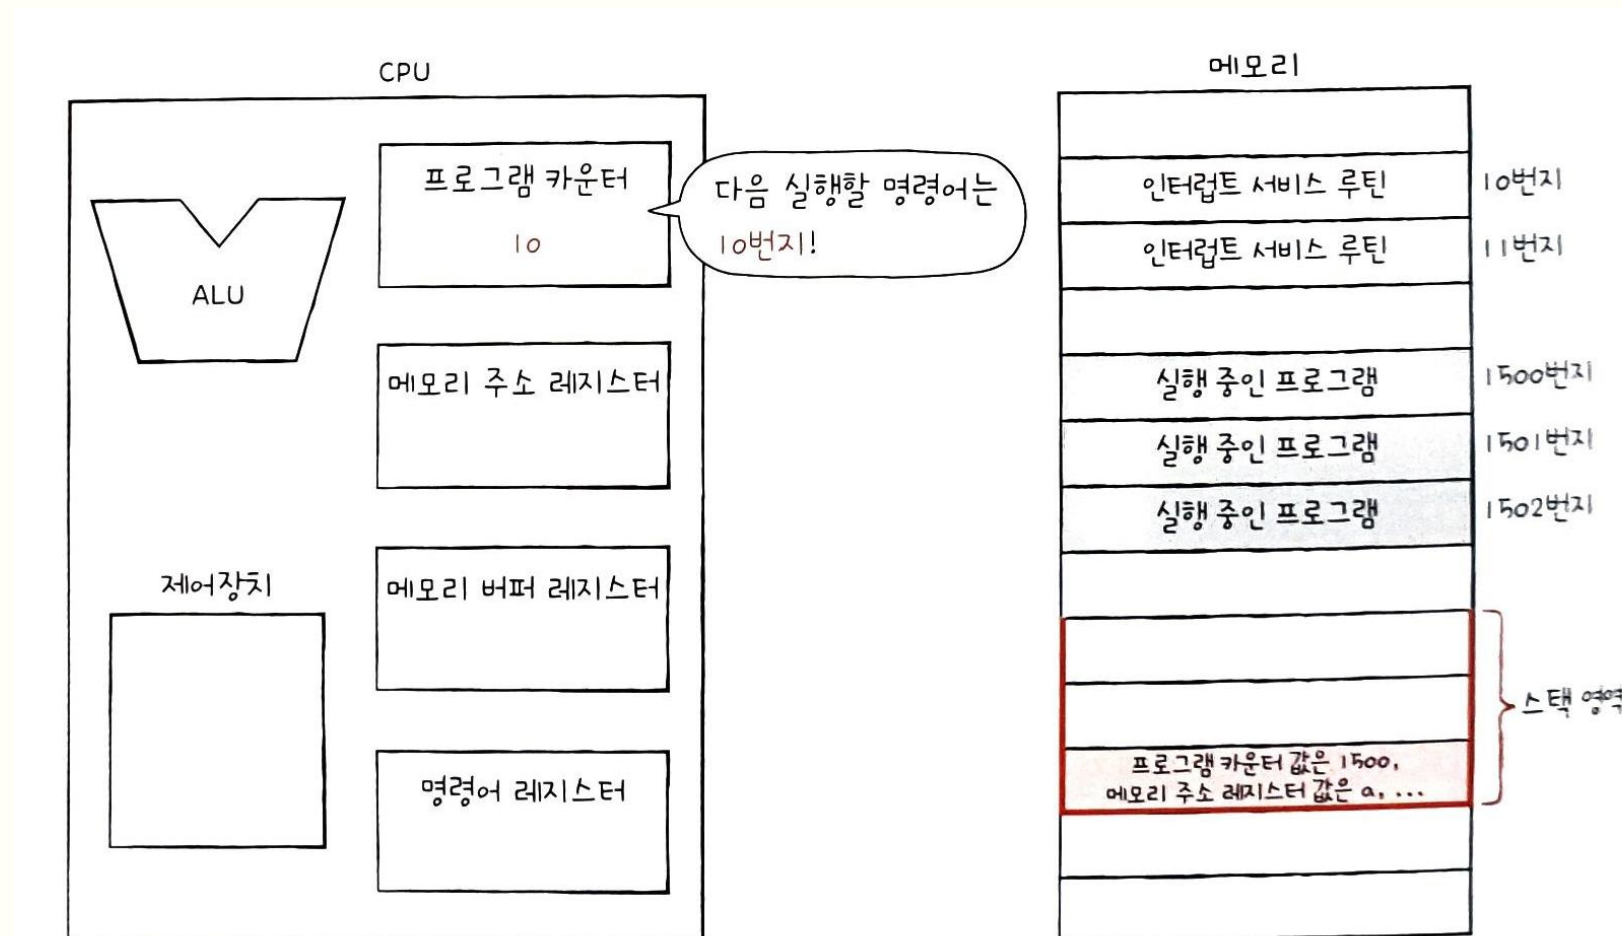 CPU
프로그램 카운터
10
다음 실행할 명령어는
10번지!
ALU
메모리 주소 레지스터
제어장치
메모리 버퍼 레지스터
명령어 레지스터
메모리
인터럽트 서비스 루틴
10번지
인터럽트 서비스 루틴
11번지
실행 중인 프로그램
1500번지
실행 중인 프로그램
1501번지
실행 중인 프로그램
1502번지
스택 영역
프로그램 카운터 값은 1500,
메모리 주소 레지스터 값은 a, ...